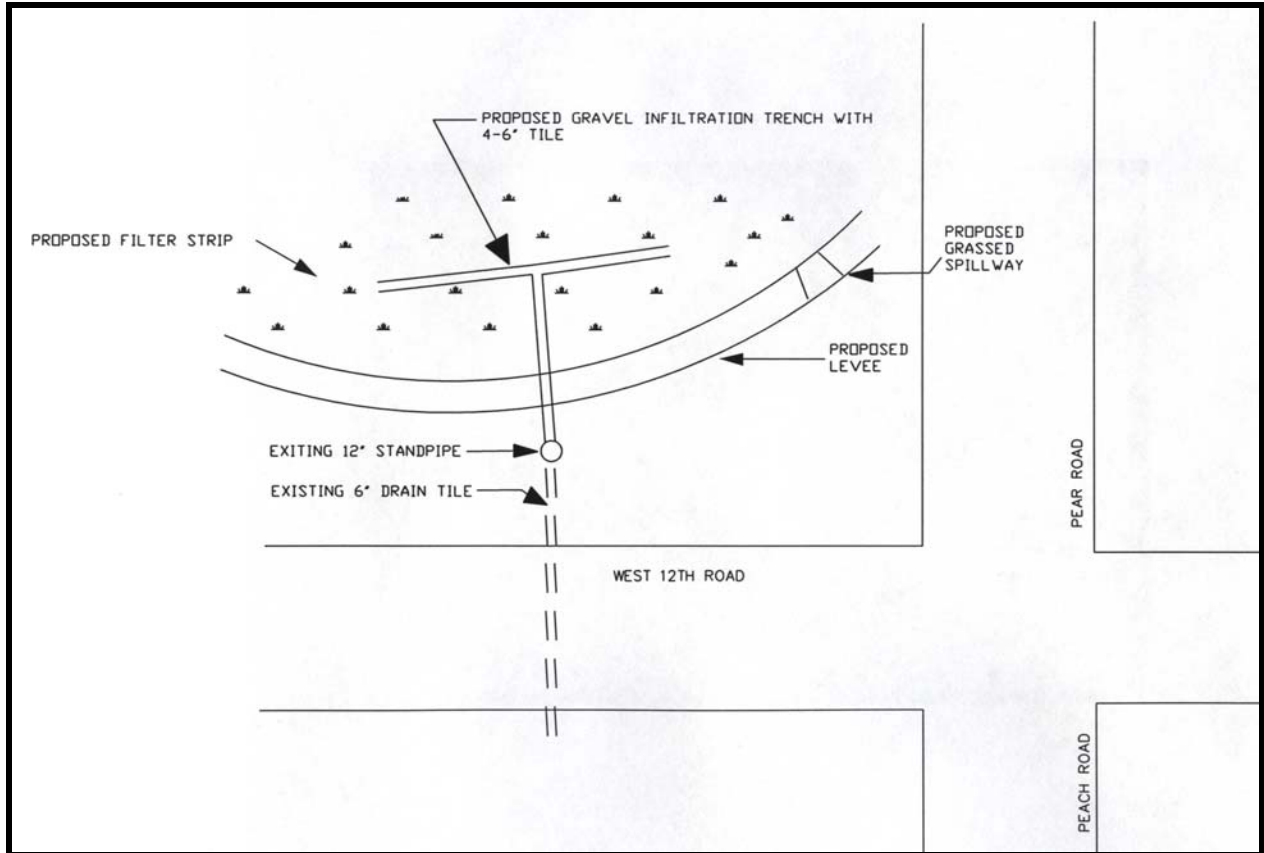 PROPOSED GRAVEL INFILTRATION TRENCH WITH
4-6" TILE
PROPOSED FILTER STRIP
PROPOSED
GRASSED
SPILLWAY
PROPOSED
LEVEE
EXITING 12" STANDPIPE
EXISTING 6" DRAIN TILE
PEAR ROAD
WEST 12TH ROAD
PEACH ROAD